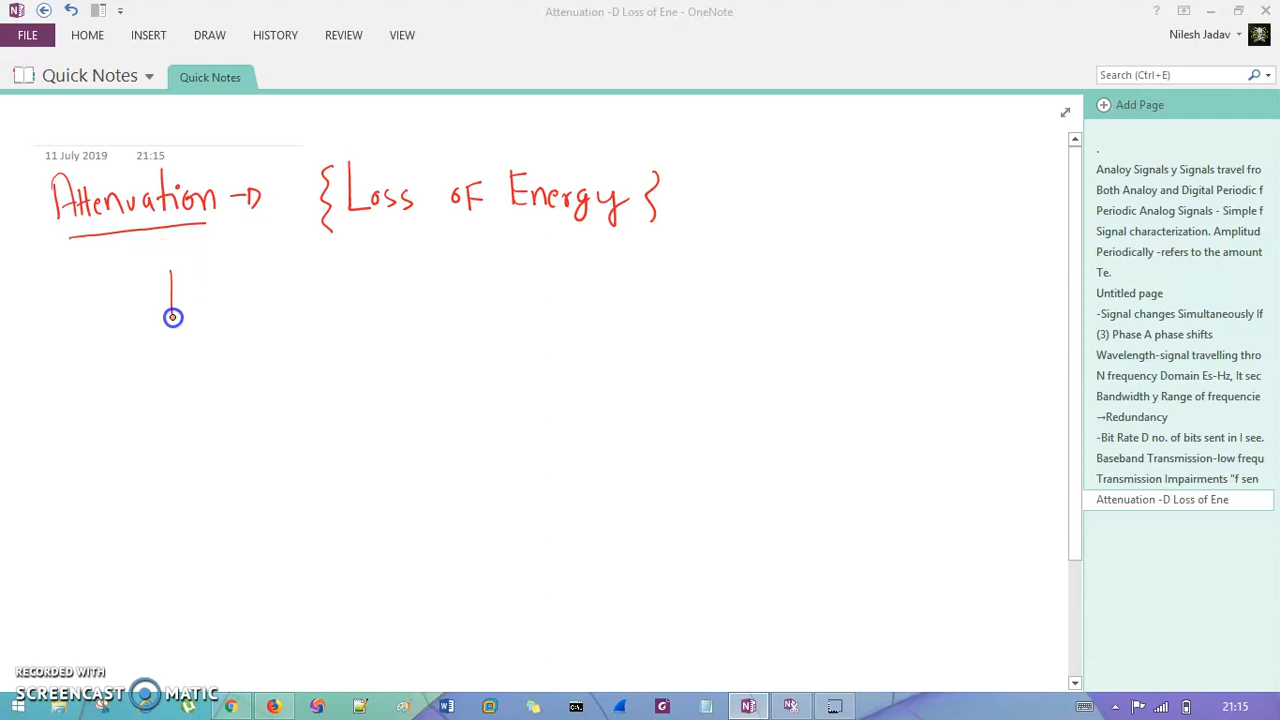 Attenuation -D Loss of Ene - OneNote
FILE HOME INSERT DRAW HISTORY REVIEW VIEW
Nilesh Jadav
Quick Notes
Quick Notes
Search (Ctrl+E)
Add Page
11 July 2019 21:15
Attenuation → { Loss of Energy }
.
Analoy Signals y Signals travel fro
Both Analoy and Digital Periodic f
Periodic Analog Signals - Simple f
Signal characterization. Amplitud
Periodically -refers to the amount
Te.
Untitled page
-Signal changes Simultaneously If
(3) Phase A phase shifts
Wavelength-signal travelling thro
N frequency Domain Es-Hz, It sec
Bandwidth y Range of frequencie
→Redundancy
-Bit Rate D no. of bits sent in I see.
Baseband Transmission-low frequ
Transmission Impairments "f sen
Attenuation -D Loss of Ene
RECORDED WITH
SCREENCAST MATIC
21:15